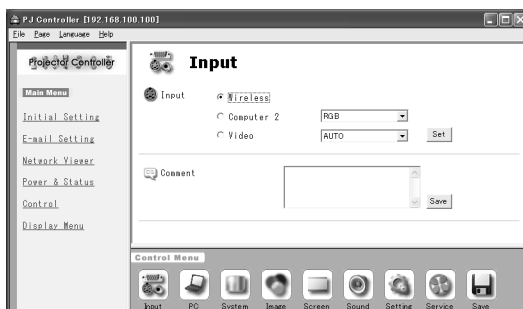 PJ Controller [192.168.100.100]
File Page Language Help
Projector Controller
Main Menu
Initial Setting
E-mail Setting
Network Viewer
Power & Status
Control
Display Menu
Input
Input
Wireless
Computer 2 RGB
Video AUTO Set
Comment
Save
Control Menu
Input PC System Image Screen Sound Setting Service Save